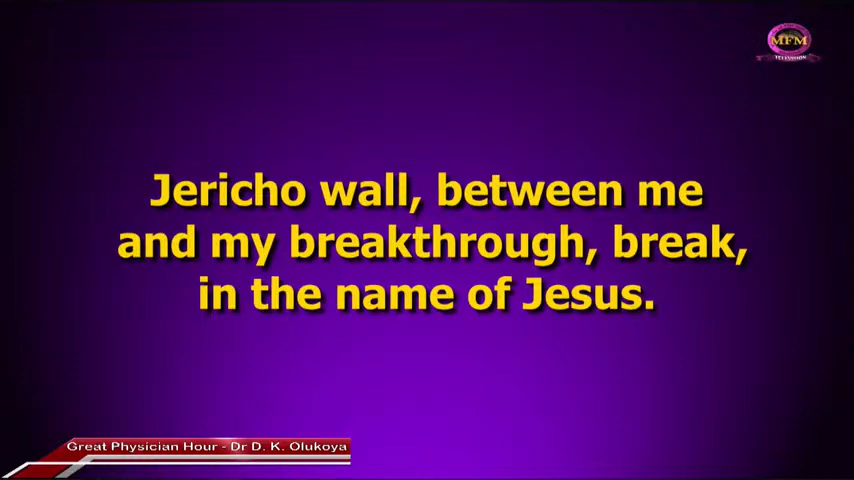 MFM
TELEVISION
Jericho wall, between me
and my breakthrough, break,
in the name of Jesus.
Great Physician Hour - Dr D. K. Olukoya